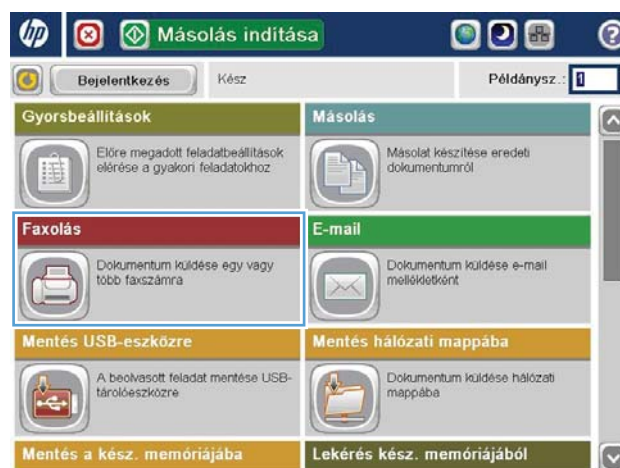 hp
Másolás indítása
?
Bejelentkezés
Kész
Példánysz.: 1
Gyorsbeállítások
Előre megadott feladatbeállítások
elérése a gyakori feladatokhoz
Másolás
Másolat készítése eredeti
dokumentumról
Faxolás
Dokumentum küldése egy vagy
több faxszámra
E-mail
Dokumentum küldése e-mail
mellékletként
Mentés USB-eszközre
A beolvasott feladat mentése USB-
tárolóeszközre
Mentés hálózati mappába
Dokumentum küldése hálózati
mappába
Mentés a kész. memóriájába
Lekérés kész. memóriájából